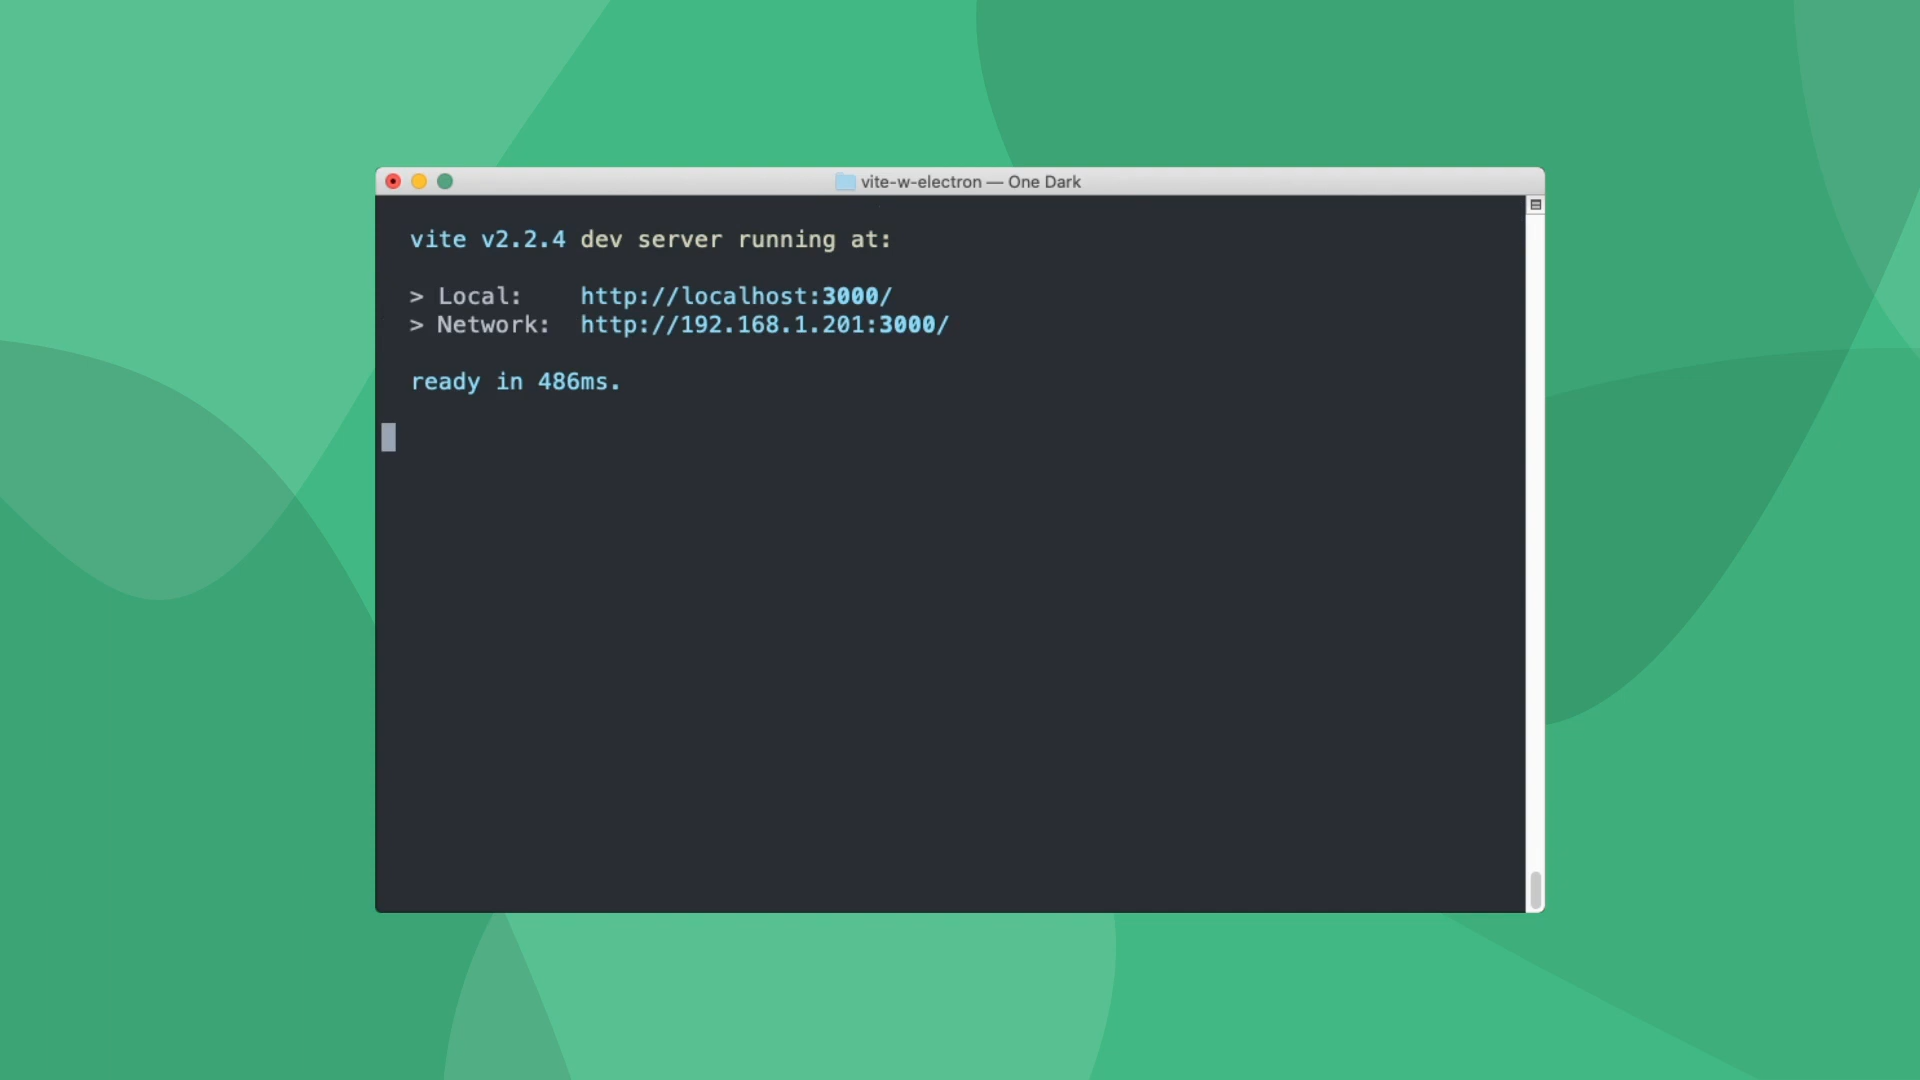 vite-w-electron — One Dark
vite v2.2.4 dev server running at:
> Local: http://localhost:3000/
> Network: http://192.168.1.201:3000/
ready in 486ms.